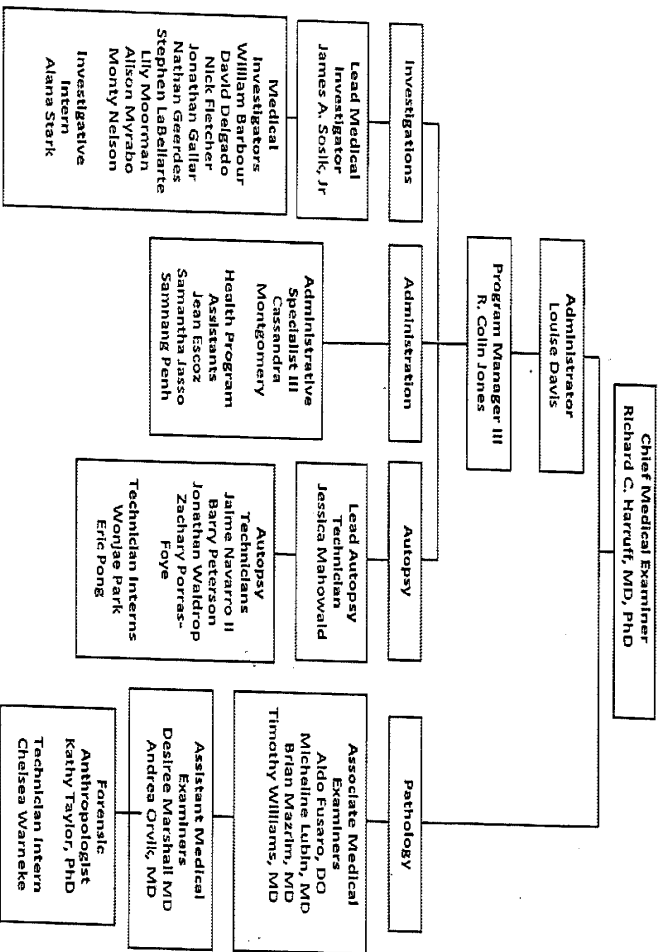 Chief Medical Examiner
Richard C. Harruff, MD, PhD
Administrator
Louise Davis
Program Manager III
R. Colin Jones
Investigations
Lead Medical
Investigator
James A. Sosik, Jr
Medical
Investigators
William Barbour
David Delgado
Nick Fletcher
Jonathan Gallar
Nathan Geerdes
Stephen LaBellarte
Lily Moorman
Alison Myrabo
Monty Nelson
Investigative
Intern
Alana Stark
Administration
Administrative
Specialist III
Cassandra
Montgomery
Health Program
Assistants
Jean Escoz
Samantha Jasso
Samnang Penh
Autopsy
Lead Autopsy
Technician
Jessica Mahowald
Autopsy
Technicians
Jaime Navarro II
Barry Peterson
Jonathan Waldrop
Zachary Porras-
Foye
Technician Interns
Wonjae Park
Eric Pong
Pathology
Associate Medical
Examiners
Aldo Fusaro, DO
Micheline Lubin, MD
Brian Mazrim, MD
Timothy Williams, MD
Assistant Medical
Examiners
Desiree Marshall MD
Andrea Orvik, MD
Forensic
Anthropologist
Kathy Taylor, PhD
Technician Intern
Chelsea Warneke